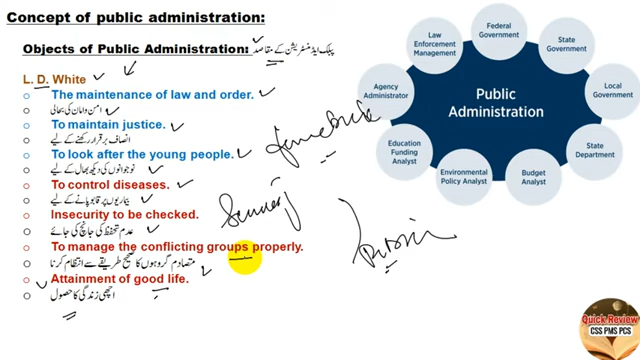 Concept of public administration:
Objects of Public Administration: پبلک ایڈمنسٹریشن کے مقاصد
L. D. White
The maintenance of law and order.
امن و امان کی بحالی
To maintain justice.
انصاف برقرار رکھنے کے لیے
To look after the young people.
نوجوانوں کی دیکھ بھال کے لیے
To control diseases.
بیماریوں پر قابو پانے کے لیے
Insecurity to be checked.
عدم تحفظ کی جانچ کی جائے
To manage the conflicting groups properly.
متصادم گروہوں کا صحیح طریقے سے انتظام کرنا
Attainment of good life.
اچھی زندگی کا حصول
Federal Government
Law Enforcement Management
State Government
Agency Administrator
Local Government
Public Administration
Education Funding Analyst
State Department
Environmental Policy Analyst
Budget Analyst
Quick Review
CSS PMS PCS